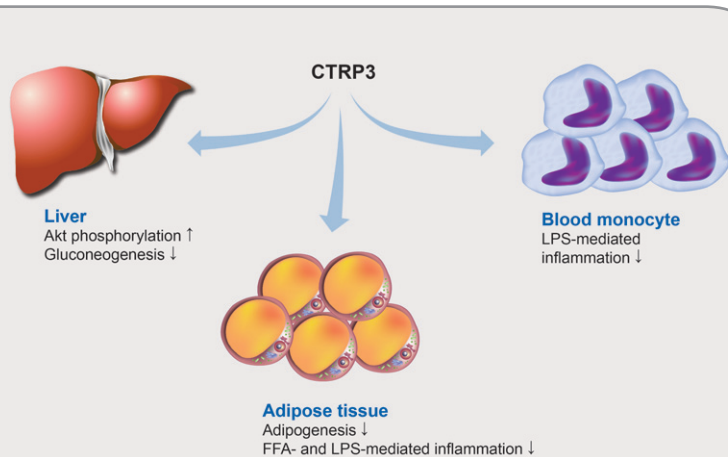 CTRP3
Liver
Akt phosphorylation ↑
Gluconeogenesis ↓
Blood monocyte
LPS-mediated
inflammation ↓
Adipose tissue
Adipogenesis ↓
FFA- and LPS-mediated inflammation ↓